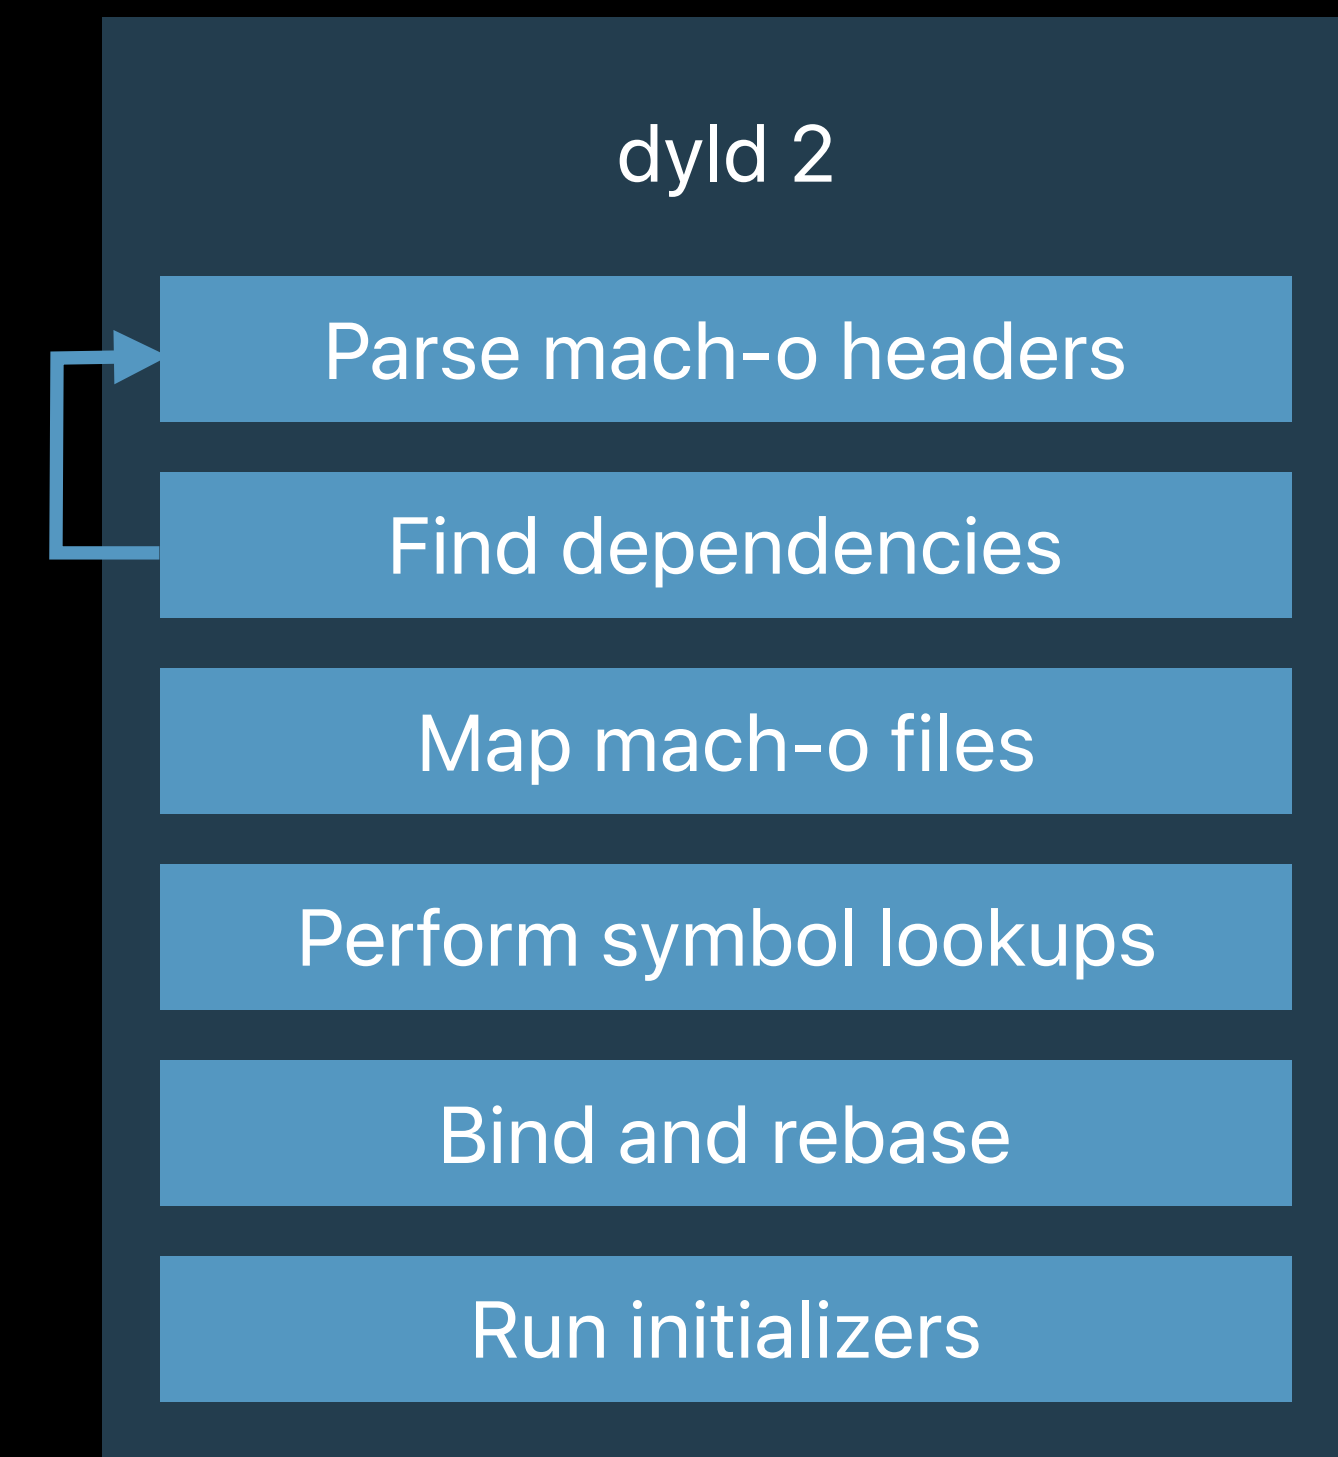 dyld 2
Parse mach-o headers
Find dependencies
Map mach-o files
Perform symbol lookups
Bind and rebase
Run initializers